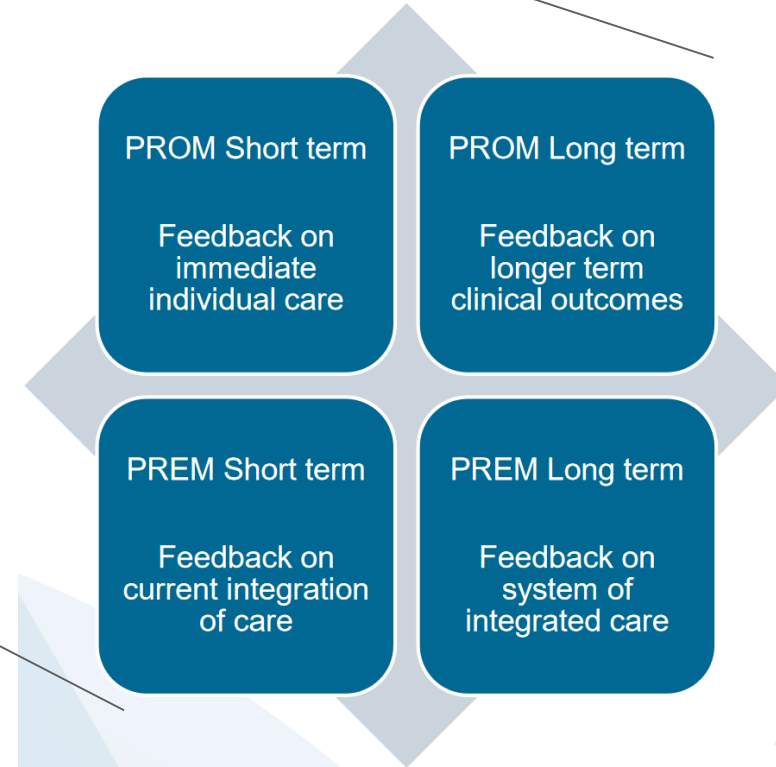 PROM Short term
Feedback on
immediate
individual care
PROM Long term
Feedback on
longer term
clinical outcomes
PREM Short term
Feedback on
current integration
of care
PREM Long term
Feedback on
system of
integrated care